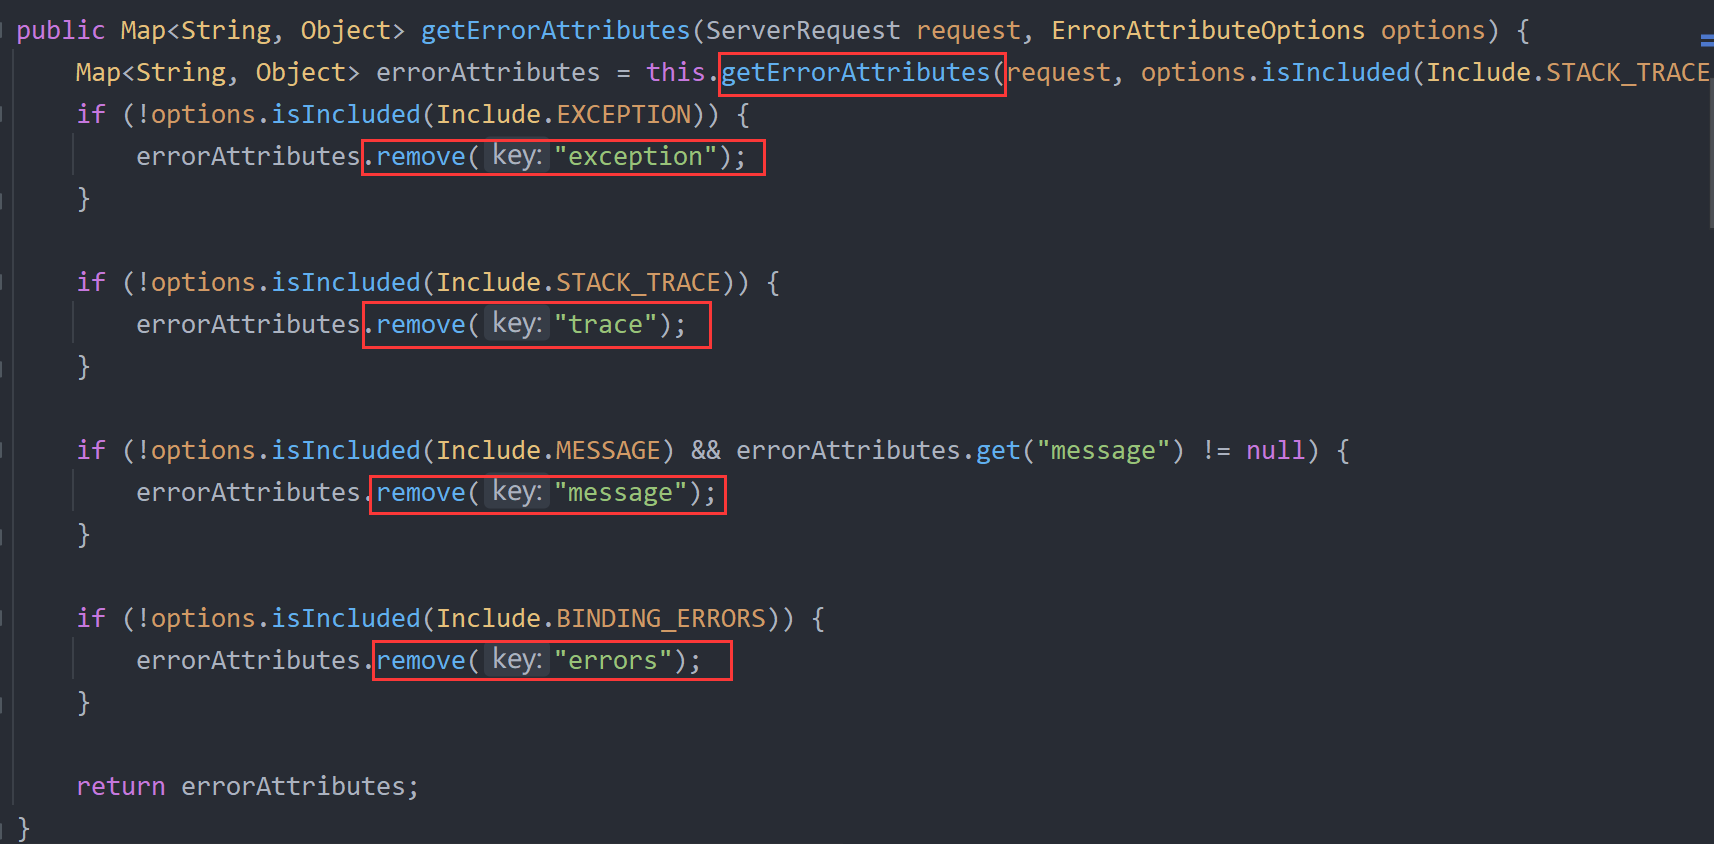 public Map<String, Object> getErrorAttributes(ServerRequest request, ErrorAttributeOptions options) {
Map<String, Object> errorAttributes = this.getErrorAttributes(request, options.isIncluded(Include.STACK_TRACE
if (!options.isIncluded(Include.EXCEPTION)) {
errorAttributes.remove( key: "exception");
}
if (!options.isIncluded(Include.STACK_TRACE)) {
errorAttributes.remove( key: "trace");
}
if (!options.isIncluded(Include.MESSAGE) && errorAttributes.get("message") != null) {
errorAttributes.remove( key: "message");
}
if (!options.isIncluded(Include.BINDING_ERRORS)) {
errorAttributes.remove( key: "errors");
}
return errorAttributes;
}